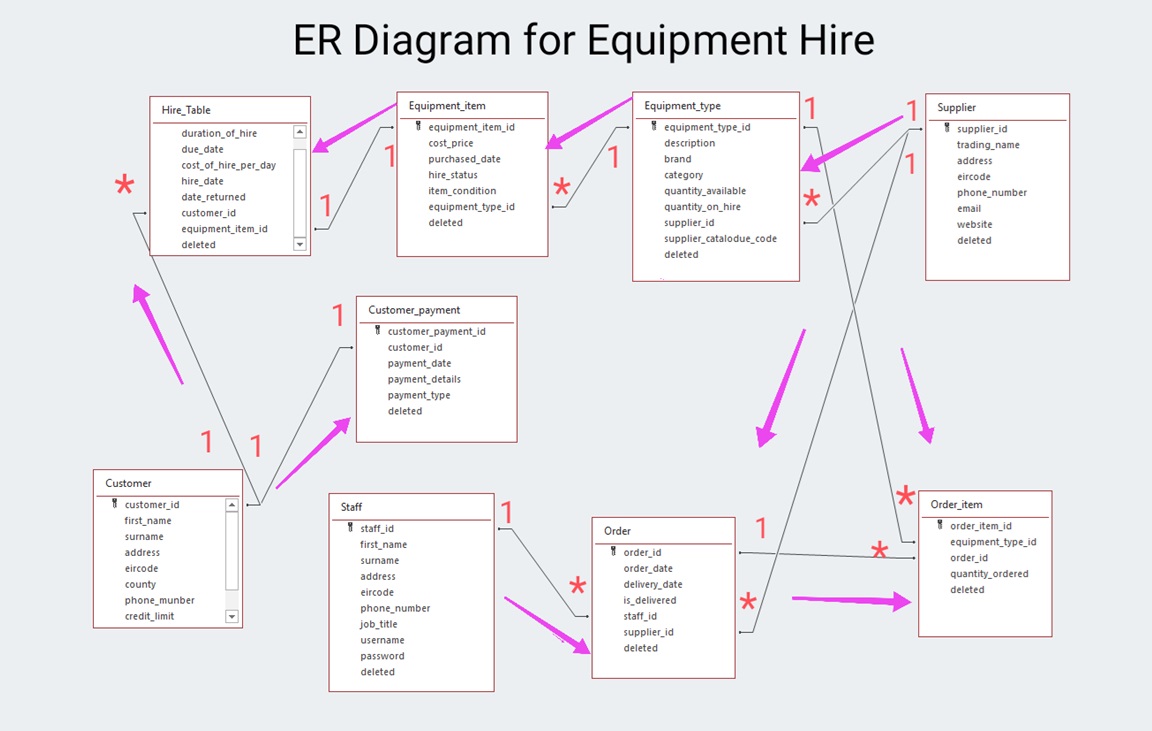 ER Diagram for Equipment Hire
Hire_Table
duration_of_hire
due_date
cost_of_hire_per_day
hire_date
date_returned
customer_id
equipment_item_id
deleted
*
1
Equipment_item
equipment_item_id
cost_price
purchased_date
hire_status
item_condition
equipment_type_id
deleted
1
*
1
Equipment_type
equipment_type_id
description
brand
category
quantity_available
quantity_on_hire
supplier_id
supplier_catalodue_code
deleted
1
*
1
1
Supplier
supplier_id
trading_name
address
eircode
phone_number
email
website
deleted
1
Customer_payment
customer_payment_id
customer_id
payment_date
payment_details
payment_type
deleted
1
1
Customer
customer_id
first_name
surname
address
eircode
county
phone_munber
credit_limit
Staff
staff_id
first_name
surname
address
eircode
phone_number
job_title
username
password
deleted
1
*
Order
order_id
order_date
delivery_date
is_delivered
staff_id
supplier_id
deleted
1
*
*
*
Order_item
order_item_id
equipment_type_id
order_id
quantity_ordered
deleted